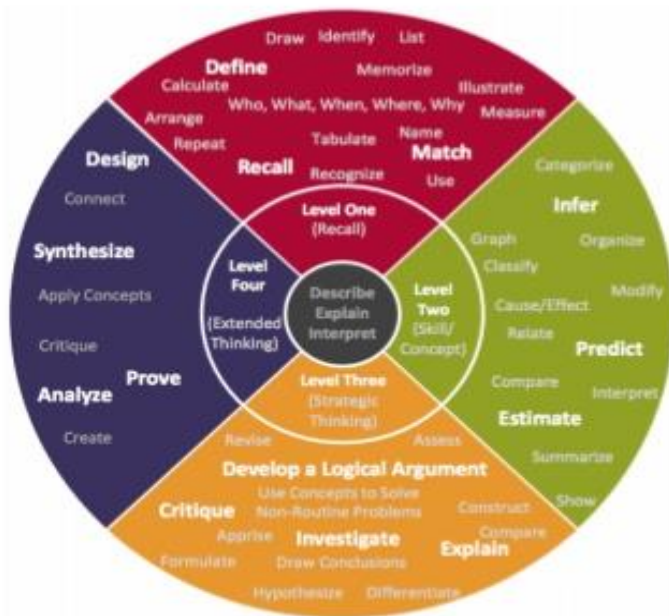 Draw Identify List
Define Memorize
Calculate Illustrate
Who, What, When, Where, Why
Arrange Measure
Repeat Tabulate Name
Recall Match
Recognize Use
Level One
(Recall)
Design
Connect
Synthesize
Apply Concepts
Critique
Prove
Analyze
Create
Level
Four
(Extended
Thinking)
Describe
Explain
Interpret
Level
Two
(Skill/
Concept)
Categorize
Infer
Graph Organize
Classify
Modify
Cause/Effect
Relate
Predict
Compare
Interpret
Estimate
Summarize
Show
Level Three
(Strategic
Thinking)
Revise Assess
Develop a Logical Argument
Use Concepts to Solve
Non-Routine Problems
Critique Construct
Apprise Investigate Compare
Explain
Formulate Draw Conclusions
Hypothesize Differentiate